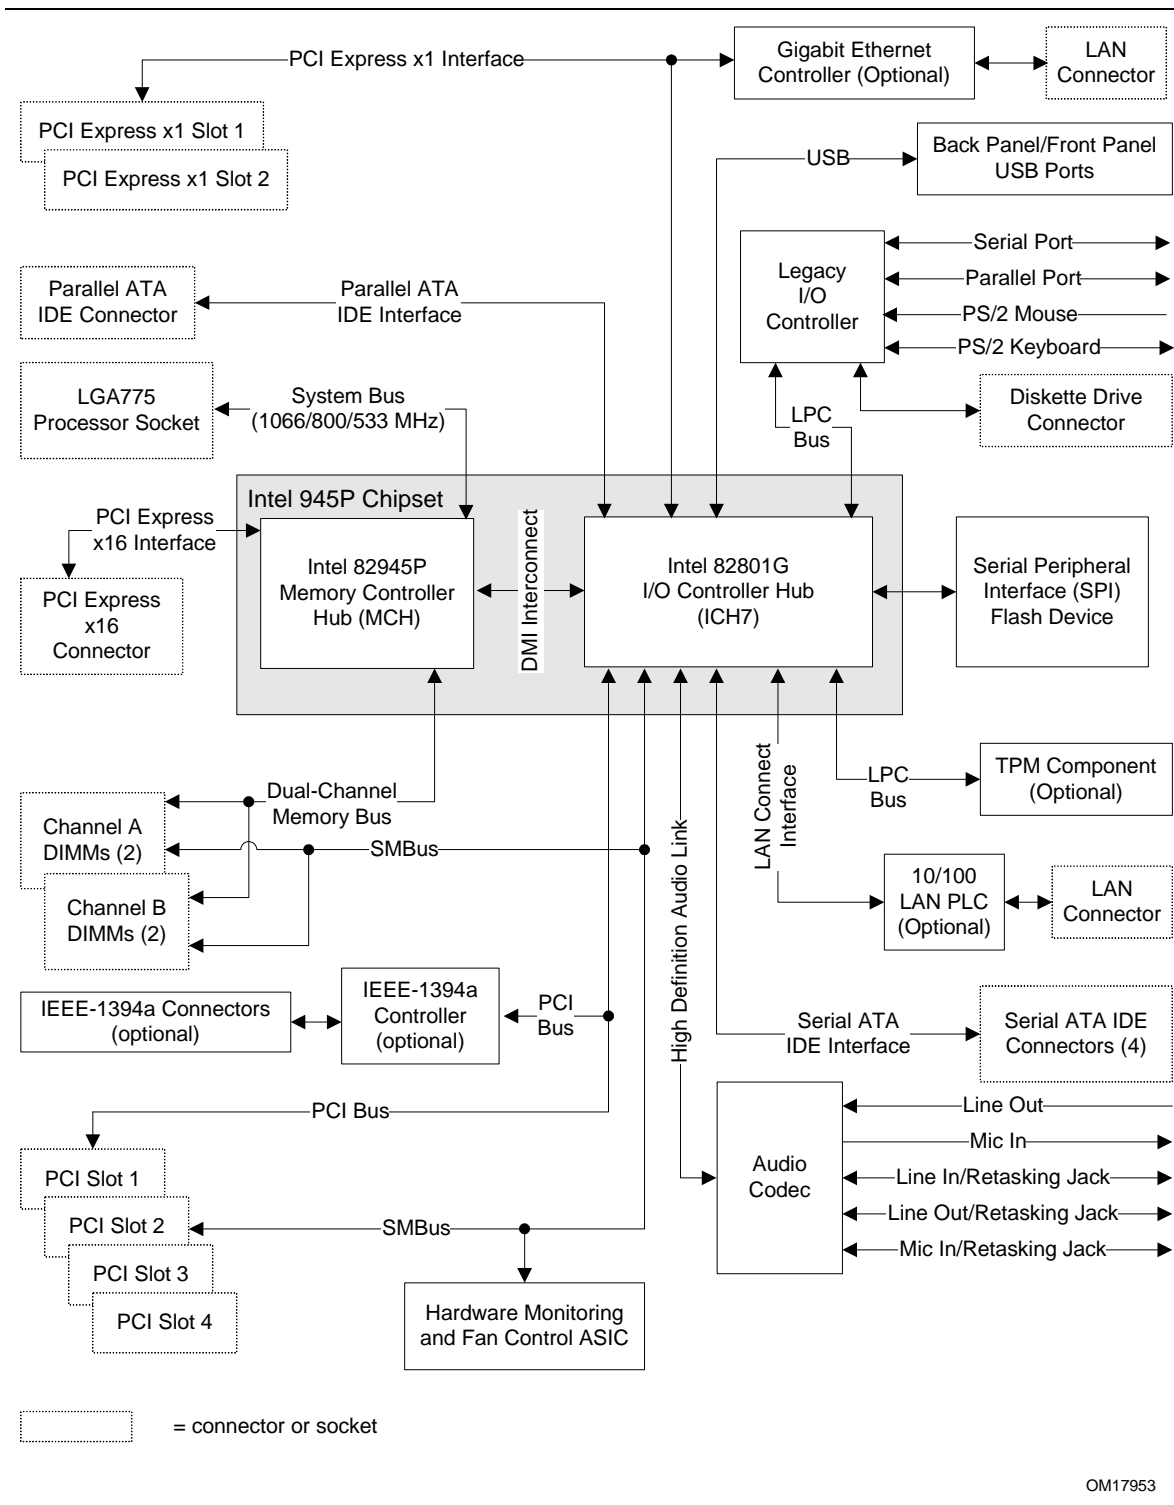 PCI Express x1 Interface
Gigabit Ethernet
Controller (Optional)
LAN
Connector
PCI Express x1 Slot 1
PCI Express x1 Slot 2
USB
Back Panel/Front Panel
USB Ports
Legacy
I/O
Controller
Serial Port
Parallel Port
PS/2 Mouse
PS/2 Keyboard
Parallel ATA
IDE Connector
Parallel ATA
IDE Interface
LGA775
Processor Socket
System Bus
(1066/800/533 MHz)
LPC
Bus
Diskette Drive
Connector
Intel 945P Chipset
PCI Express
x16 Interface
Intel 82945P
Memory Controller
Hub (MCH)
DMI Interconnect
Intel 82801G
I/O Controller Hub
(ICH7)
Serial Peripheral
Interface (SPI)
Flash Device
PCI Express
x16
Connector
Dual-Channel
Memory Bus
Channel A
DIMMs (2)
SMBus
Channel B
DIMMs (2)
High Definition Audio Link
LAN Connect
Interface
LPC
Bus
TPM Component
(Optional)
10/100
LAN PLC
(Optional)
LAN
Connector
IEEE-1394a Connectors
(optional)
IEEE-1394a
Controller
(optional)
PCI
Bus
Serial ATA
IDE Interface
Serial ATA IDE
Connectors (4)
PCI Bus
PCI Slot 1
PCI Slot 2
PCI Slot 3
PCI Slot 4
SMBus
Hardware Monitoring
and Fan Control ASIC
Audio
Codec
Line Out
Mic In
Line In/Retasking Jack
Line Out/Retasking Jack
Mic In/Retasking Jack
= connector or socket
OM17953